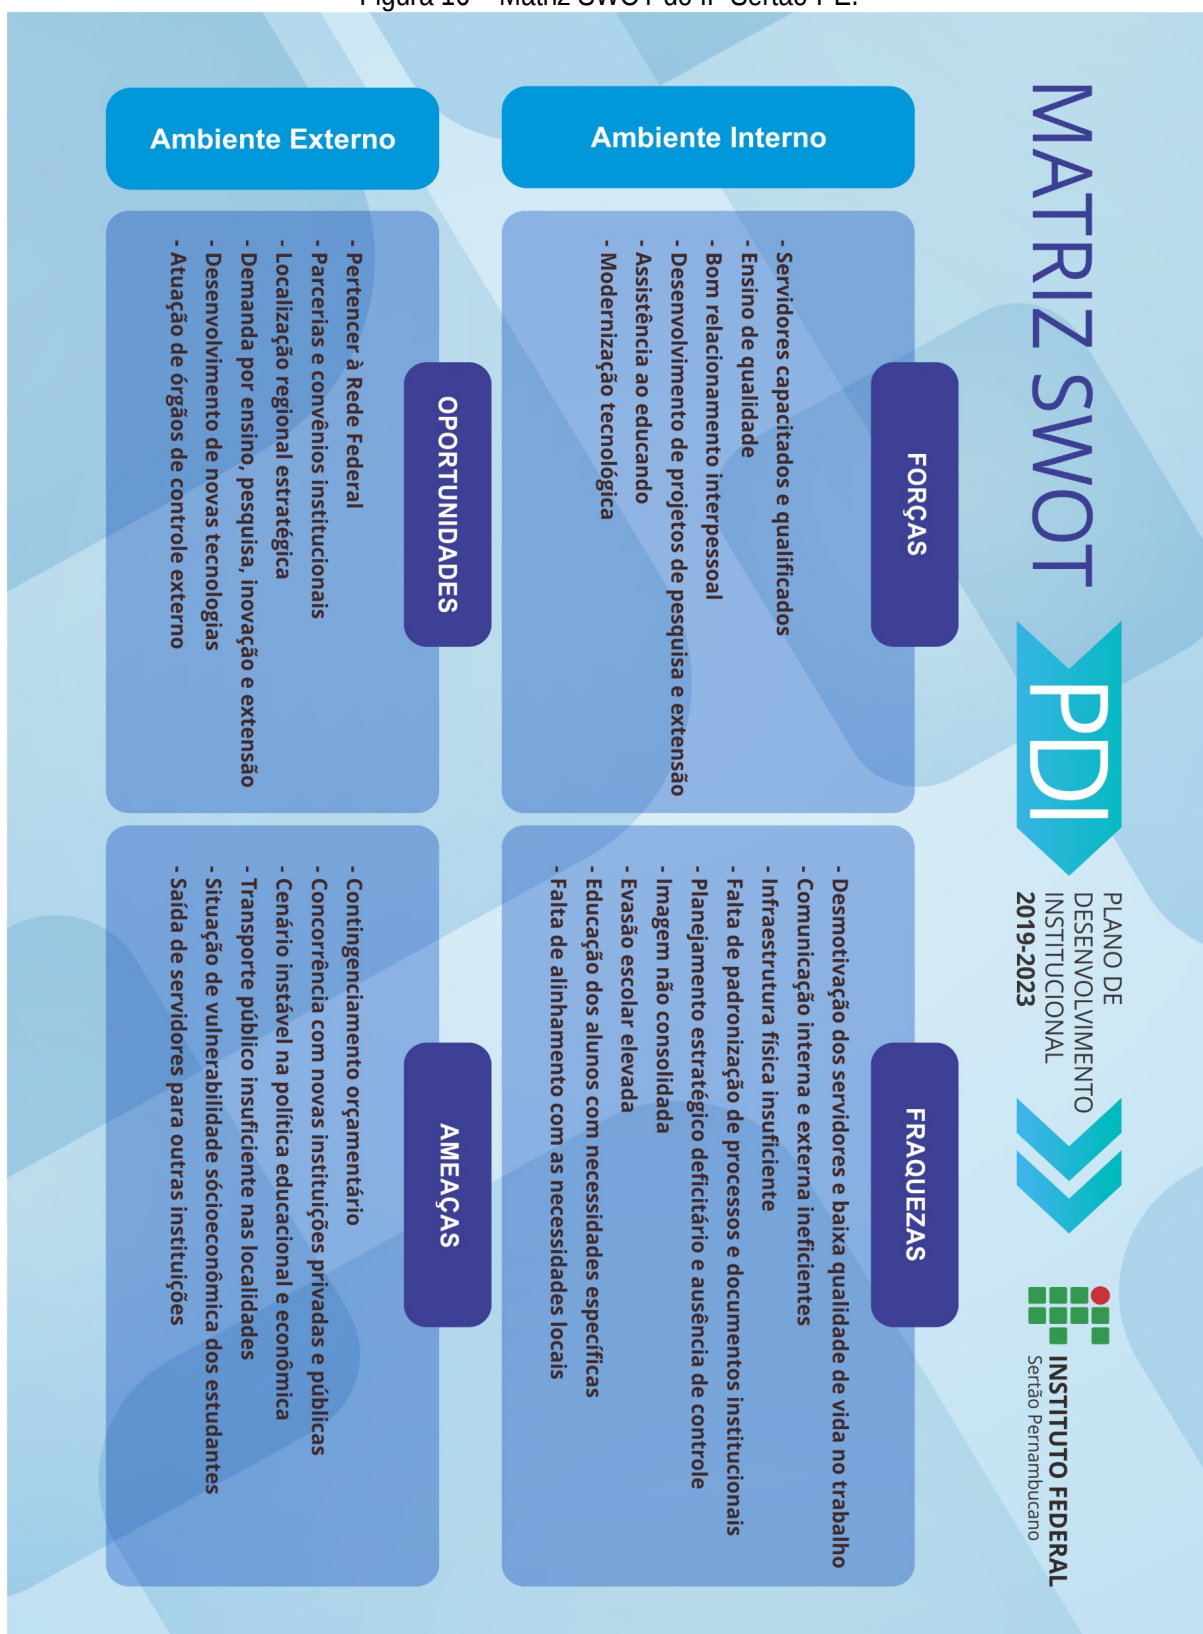 MATRIZ SWOT
PDI
PLANO DE
DESENVOLVIMENTO
INSTITUCIONAL
2019-2023
INSTITUTO FEDERAL
Sertão Pernambucano
Ambiente Interno
FORÇAS
- Servidores capacitados e qualificados
- Ensino de qualidade
- Bom relacionamento interpessoal
- Desenvolvimento de projetos de pesquisa e extensão
- Assistência ao educando
- Modernização tecnológica
FRAQUEZAS
- Desmotivação dos servidores e baixa qualidade de vida no trabalho
- Comunicação interna e externa ineficientes
- Infraestrutura física insuficiente
- Falta de padronização de processos e documentos institucionais
- Planejamento estratégico deficitário e ausência de controle
- Imagem não consolidada
- Evasão escolar elevada
- Educação dos alunos com necessidades específicas
- Falta de alinhamento com as necessidades locais
Ambiente Externo
OPORTUNIDADES
- Pertencer à Rede Federal
- Parcerias e convênios institucionais
- Localização regional estratégica
- Demanda por ensino, pesquisa, inovação e extensão
- Desenvolvimento de novas tecnologias
- Atuação de órgãos de controle externo
AMEAÇAS
- Contingenciamento orçamentário
- Concorrência com novas instituições privadas e públicas
- Cenário instável na política educacional e econômica
- Transporte público insuficiente nas localidades
- Situação de vulnerabilidade sócioeconômica dos estudantes
- Saída de servidores para outras instituições